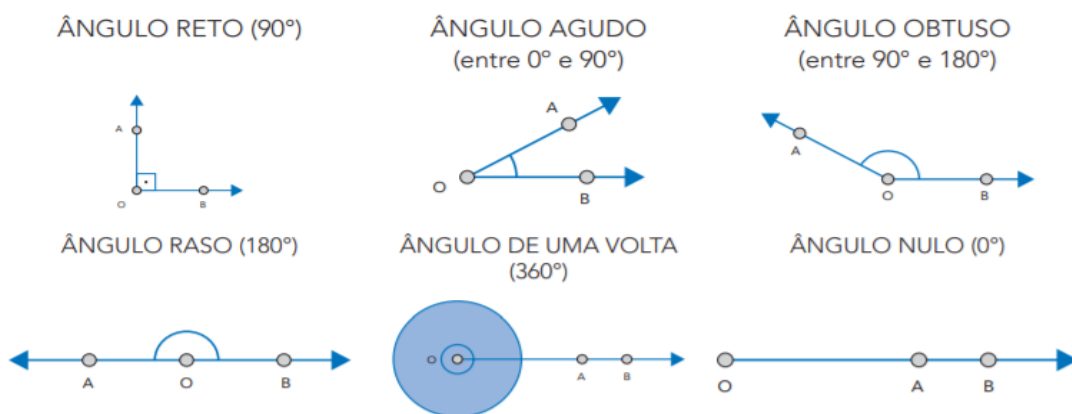 ÂNGULO RETO (90°)
ÂNGULO AGUDO
(entre 0° e 90°)
ÂNGULO OBTUSO
(entre 90° e 180°)
A
O
B
A
O
B
A
O
B
ÂNGULO RASO (180°)
ÂNGULO DE UMA VOLTA
(360°)
ÂNGULO NULO (0°)
A O B
O A B
O A B